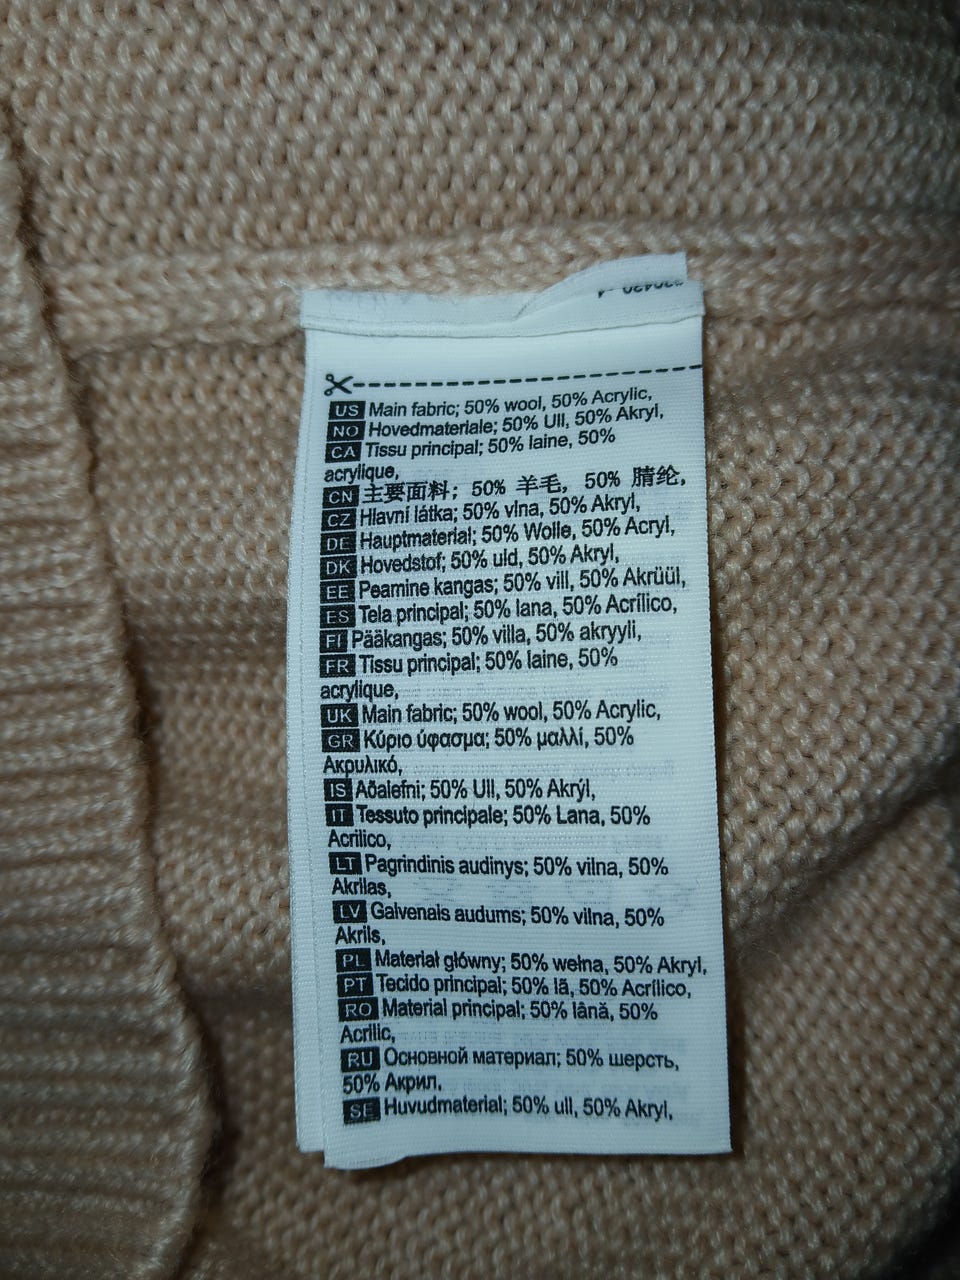 US Main fabric; 50% wool, 50% Acrylic,
NO Hovedmateriale; 50% Ull, 50% Akryl,
CA Tissu principal; 50% laine, 50%
acrylique,
CN 主要面料; 50% 羊毛, 50% 腈纶,
CZ Hlavní látka; 50% vlna, 50% Akryl,
DE Hauptmaterial; 50% Wolle, 50% Acryl,
DK Hovedstof; 50% uld, 50% Akryl,
EE Peamine kangas; 50% vill, 50% Akrüül,
ES Tela principal; 50% lana, 50% Acrílico,
FI Pääkangas; 50% villa, 50% akryyli,
FR Tissu principal; 50% laine, 50%
acrylique,
UK Main fabric; 50% wool, 50% Acrylic,
GR Κύριο ύφασμα; 50% μαλλί, 50%
Ακρυλικό,
IS Aðalefni; 50% Ull, 50% Akrýl,
IT Tessuto principale; 50% Lana, 50%
Acrilico,
LT Pagrindinis audinys; 50% vilna, 50%
Akrilas,
LV Galvenais audums; 50% vilna, 50%
Akrils,
PL Materiał główny; 50% wełna, 50% Akryl,
PT Tecido principal; 50% lã, 50% Acrílico,
RO Material principal; 50% lână, 50%
Acrilic,
RU Основной материал; 50% шерсть,
50% Акрил.
SE Huvudmaterial; 50% ull, 50% Akryl,